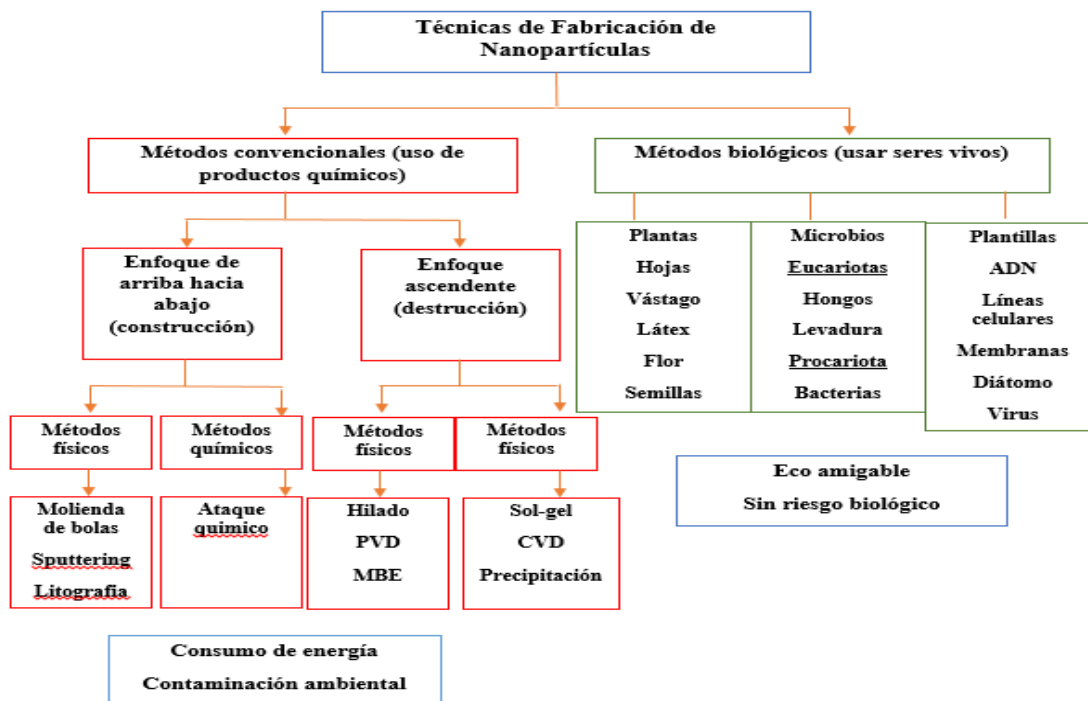 Técnicas de Fabricación de
Nanopartículas
Métodos convencionales (uso de
productos químicos)
Métodos biológicos (usar seres vivos)
Enfoque de
arriba hacia
abajo
(construcción)
Enfoque
ascendente
(destrucción)
Plantas
Hojas
Vástago
Látex
Flor
Semillas
Microbios
Eucariotas
Hongos
Levadura
Procariota
Bacterias
Plantillas
ADN
Líneas
celulares
Membranas
Diátomo
Virus
Métodos
físicos
Métodos
químicos
Métodos
físicos
Métodos
físicos
Molienda
de bolas
Sputtering
Litografia
Ataque
quimico
Hilado
PVD
MBE
Sol-gel
CVD
Precipitación
Eco amigable
Sin riesgo biológico
Consumo de energía
Contaminación ambiental